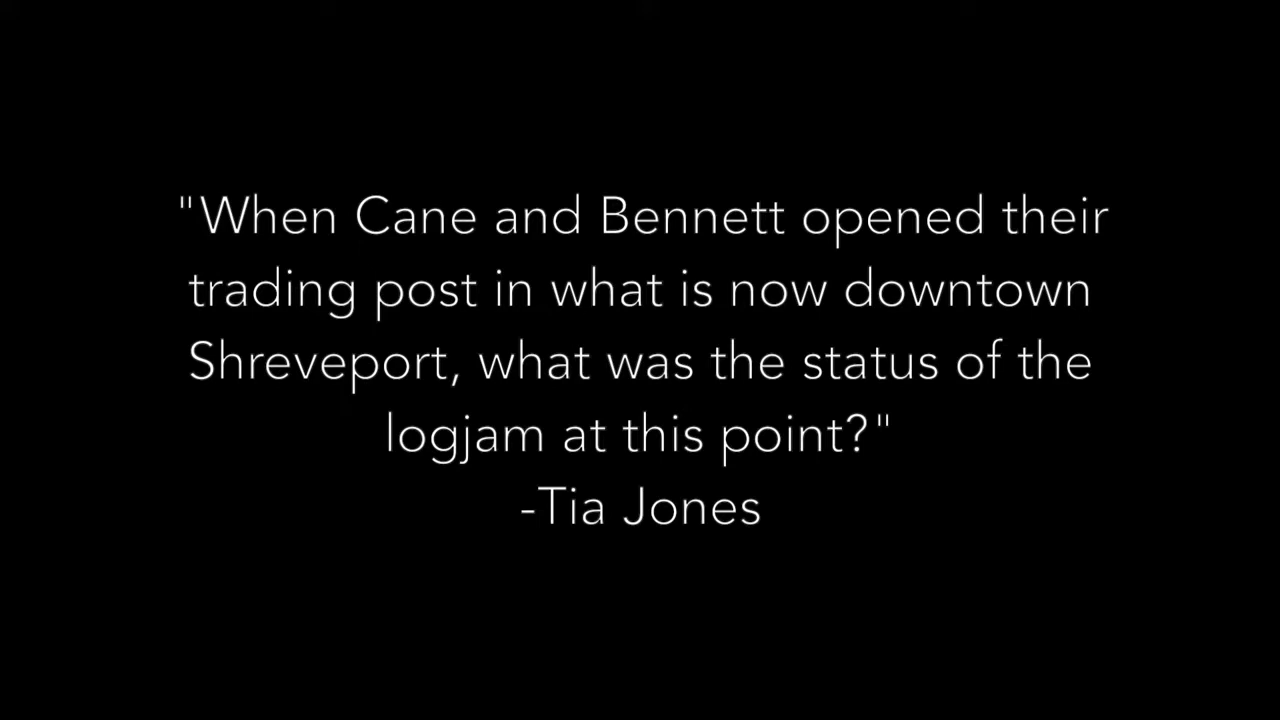 "When Cane and Bennett opened their
trading post in what is now downtown
Shreveport, what was the status of the
logjam at this point?"
-Tia Jones